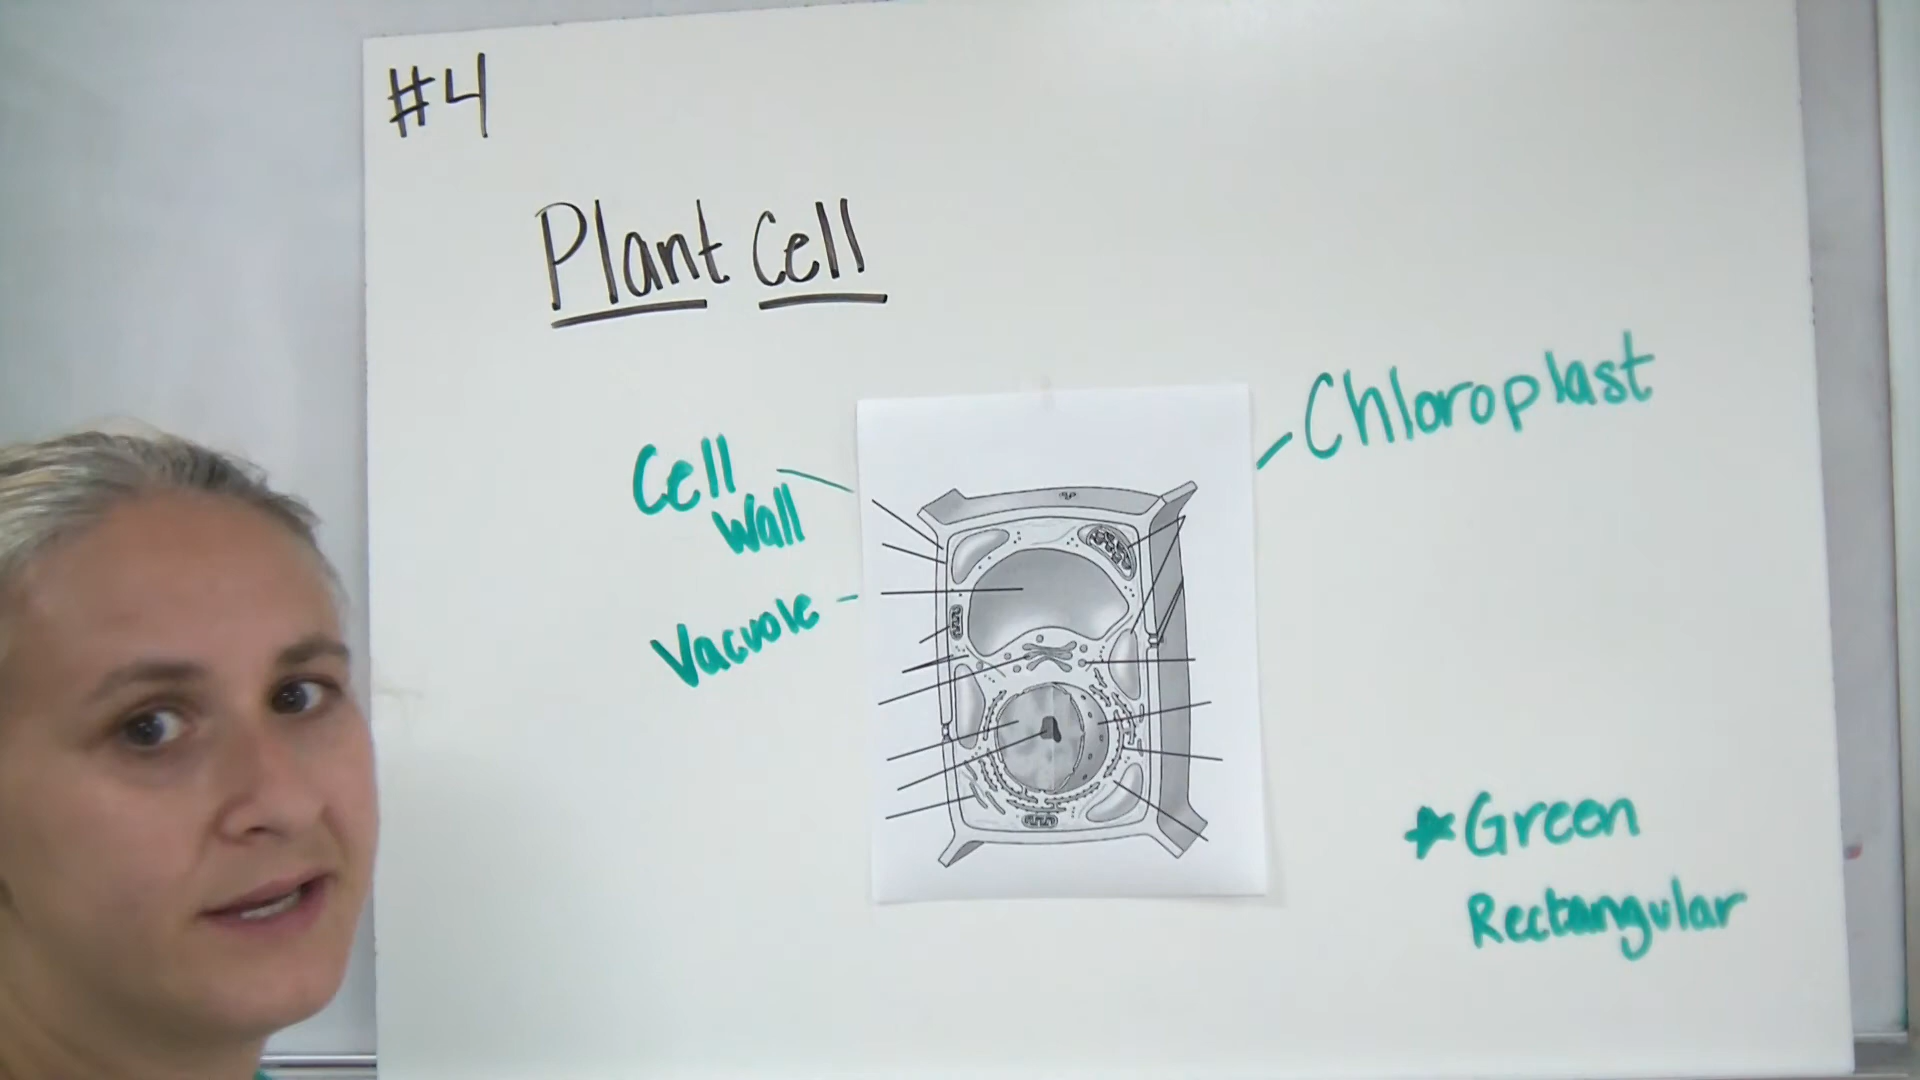 #4
Plant Cell
Chloroplast
Cell
Wall
Vacuole
Green
Rectangular